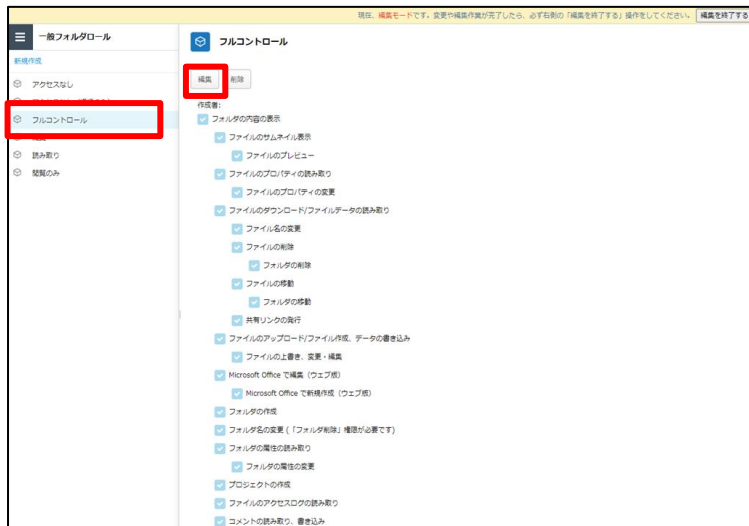 現在、編集モードです。変更や編集作業が完了したら、必ず右側の「編集を終了する」操作をしてください。 編集を終了する
一般フォルダロール
新規作成
アクセスなし
フルコントロール
読み取り
閲覧のみ
フルコントロール
編集 削除
作成者:
フォルダの内容の表示
ファイルのサムネイル表示
ファイルのプレビュー
ファイルのプロパティの読み取り
ファイルのプロパティの変更
ファイルのダウンロード/ファイルデータの読み取り
ファイル名の変更
ファイルの削除
フォルダの削除
ファイルの移動
フォルダの移動
共有リンクの発行
ファイルのアップロード/ファイル作成、データの書き込み
ファイルの上書き、変更・編集
Microsoft Office で編集（ウェブ版）
Microsoft Office で新規作成（ウェブ版）
フォルダの作成
フォルダ名の変更 (「フォルダ削除」権限が必要です)
フォルダの属性の読み取り
フォルダの属性の変更
プロジェクトの作成
ファイルのアクセスログの読み取り
コメントの読み取り、書き込み